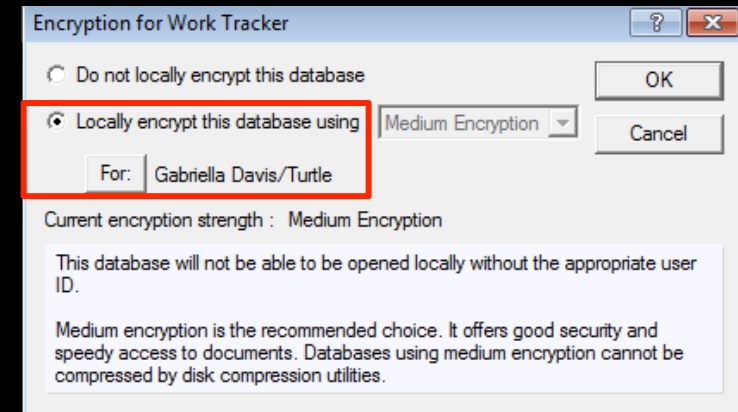 Encryption for Work Tracker
? X
Do not locally encrypt this database
OK
Locally encrypt this database using Medium Encryption
Cancel
For: Gabriella Davis/Turtle
Current encryption strength : Medium Encryption
This database will not be able to be opened locally without the appropriate user
ID.
Medium encryption is the recommended choice. It offers good security and
speedy access to documents. Databases using medium encryption cannot be
compressed by disk compression utilities.